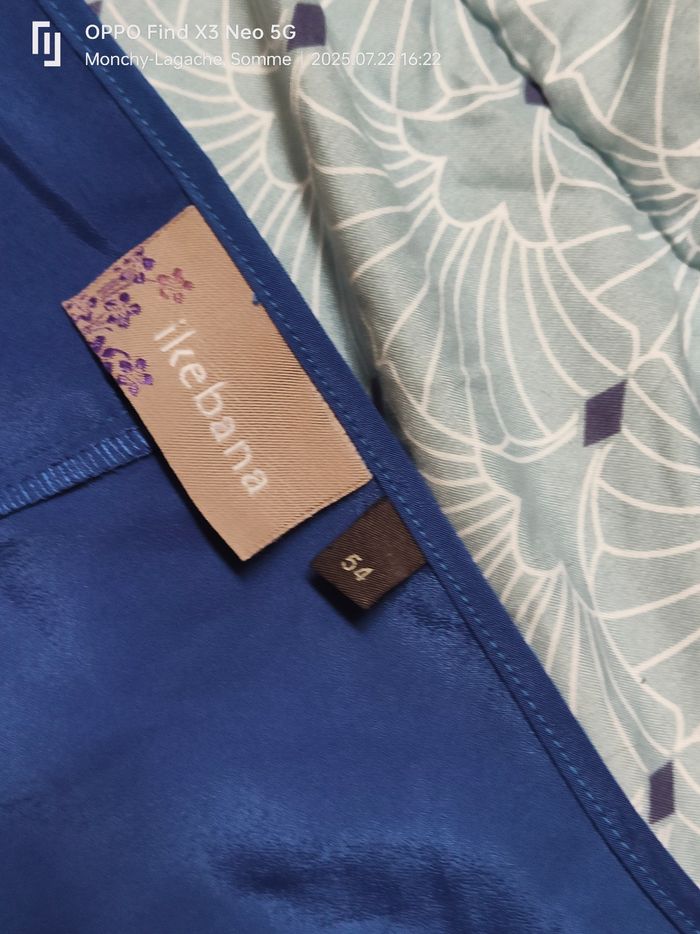 OPPO Find X3 Neo 5G
Monchy-Lagache, Somme | 2025.07.22 16:22
ikebana
54